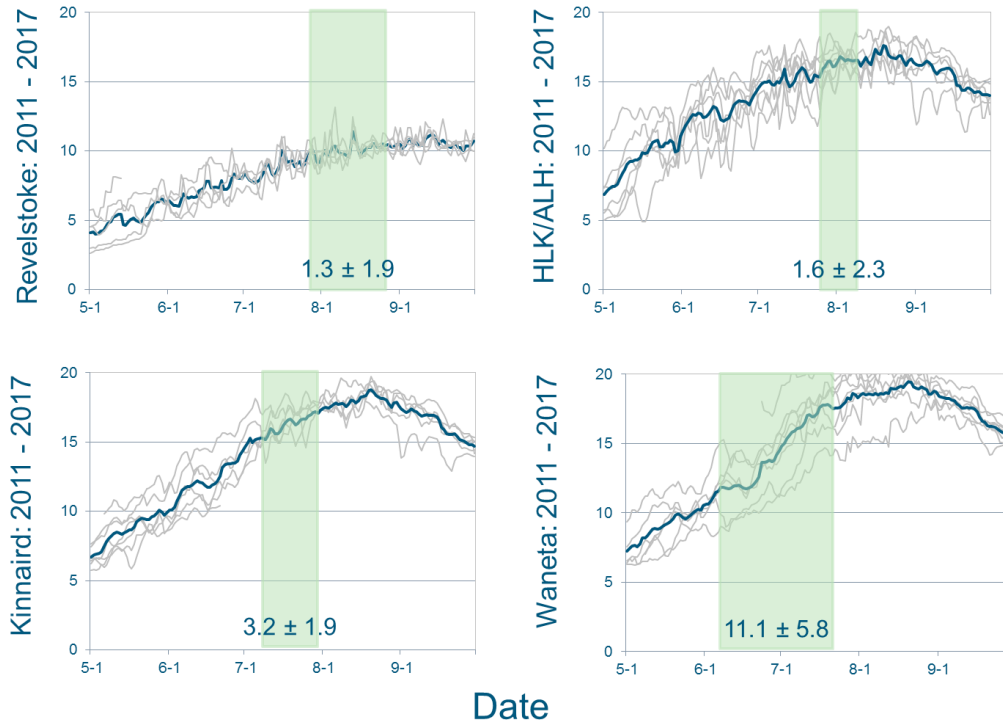 Revelstoke: 2011 - 2017
20
15
10
5
0
1.3 ± 1.9
5-1 6-1 7-1 8-1 9-1
HLK/ALH: 2011 - 2017
20
15
10
5
0
1.6 ± 2.3
5-1 6-1 7-1 8-1 9-1
Kinnaird: 2011 - 2017
20
15
10
5
0
3.2 ± 1.9
5-1 6-1 7-1 8-1 9-1
Waneta: 2011 - 2017
20
15
10
5
0
11.1 ± 5.8
5-1 6-1 7-1 8-1 9-1
Date